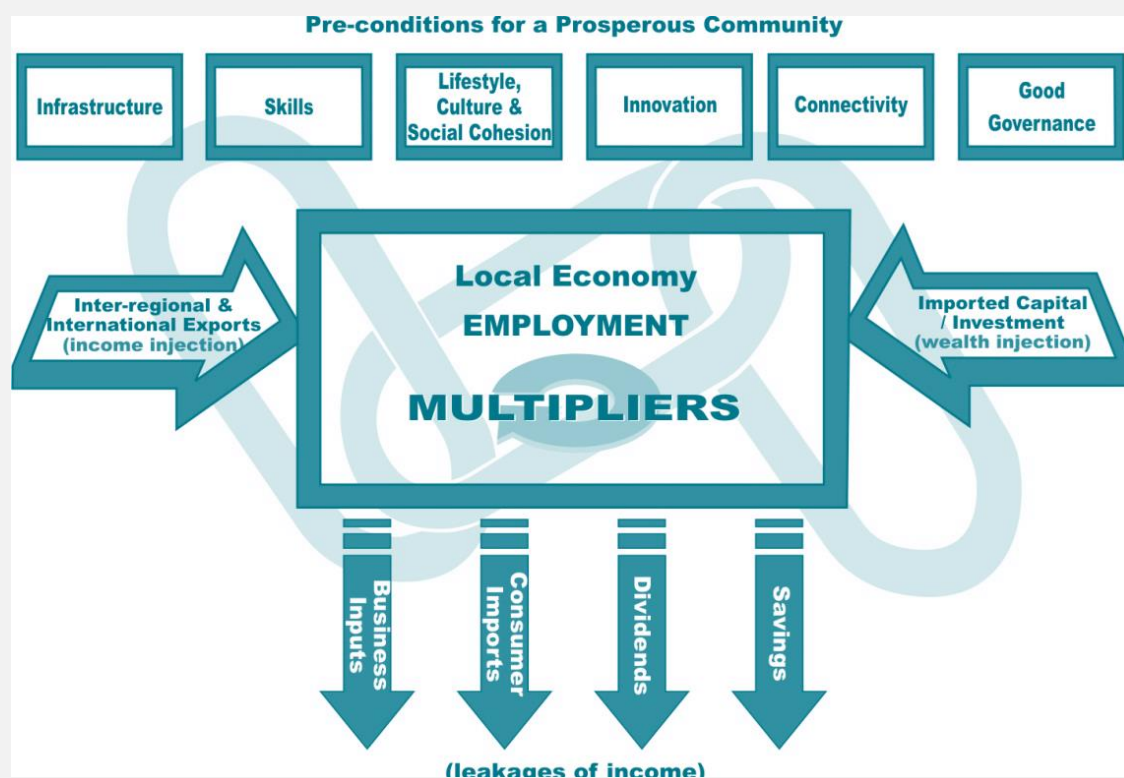 Pre-conditions for a Prosperous Community
Infrastructure
Skills
Lifestyle,
Culture &
Social Cohesion
Innovation
Connectivity
Good
Governance
Inter-regional &
International Exports
(income injection)
Local Economy
EMPLOYMENT
MULTIPLIERS
Imported Capital
/ Investment
(wealth injection)
Business
Inputs
Consumer
Imports
Dividends
Savings
(leakages of income)